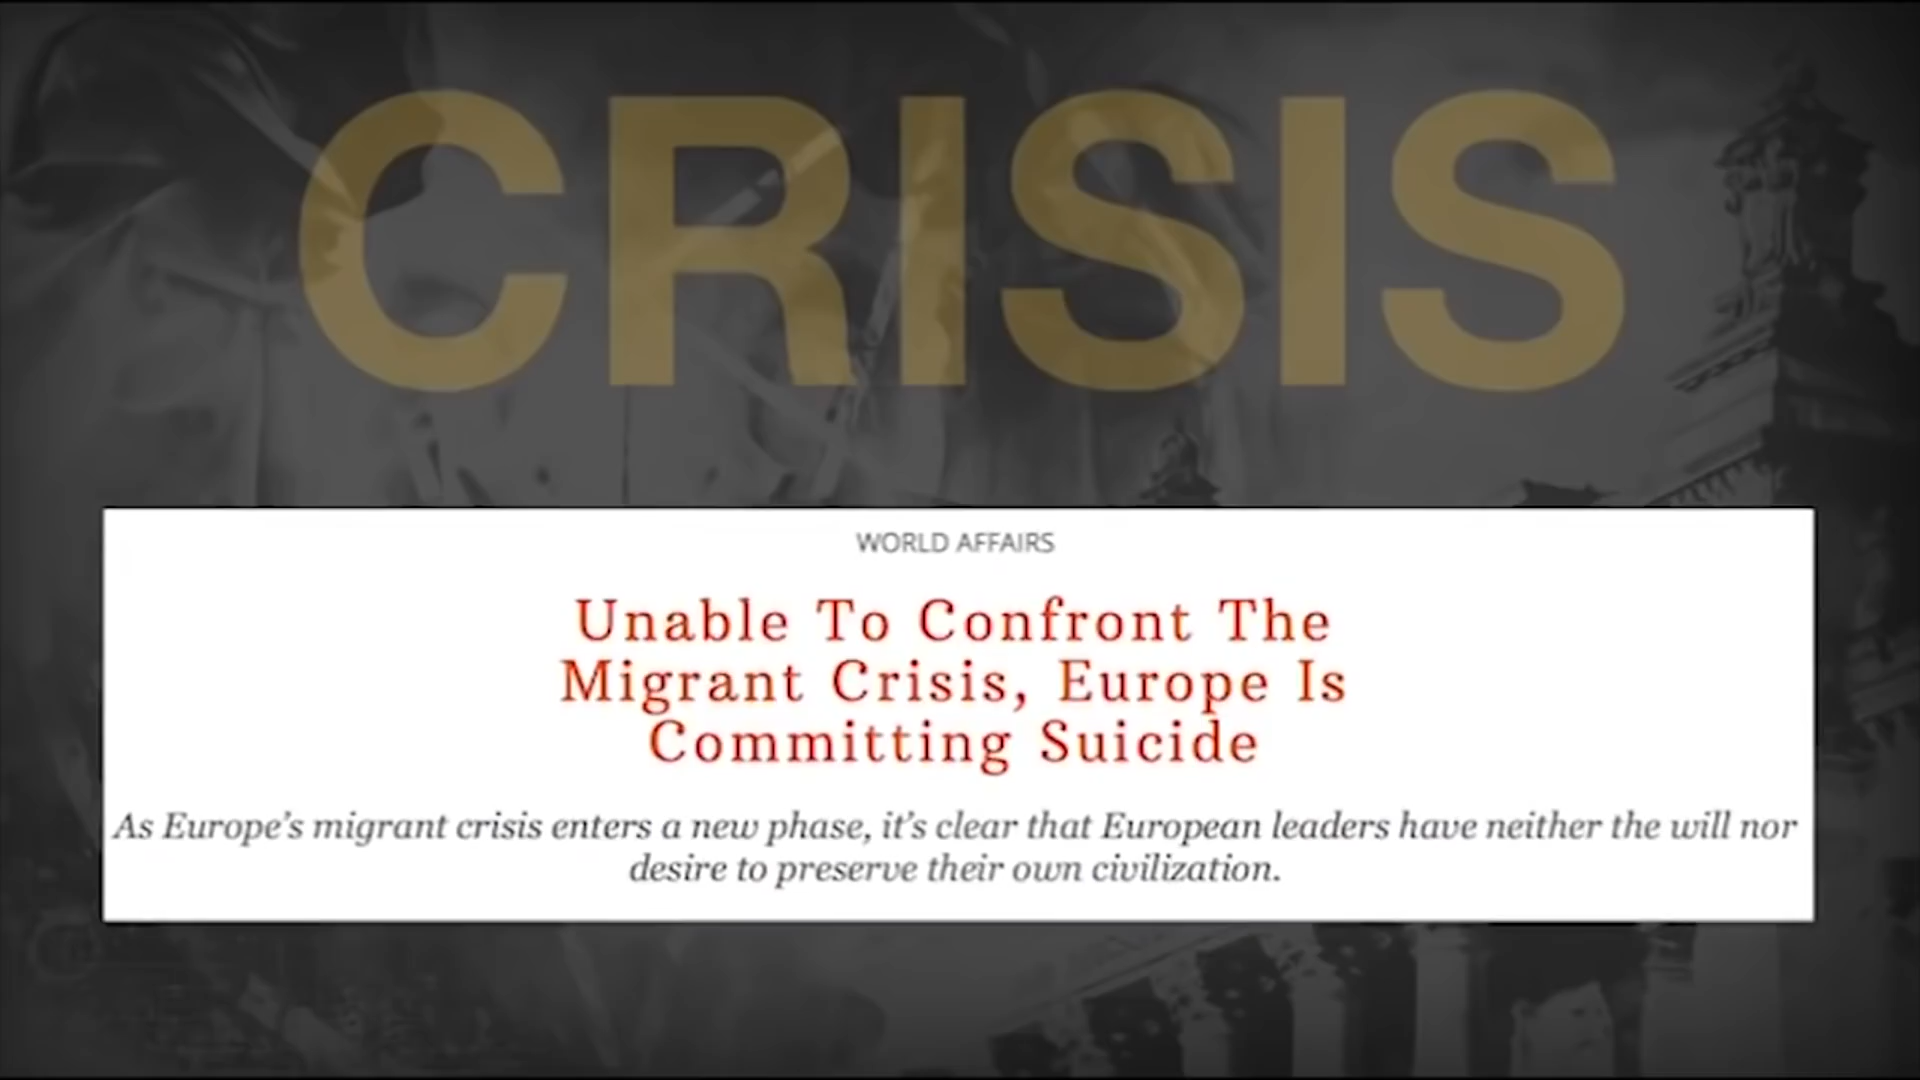 CRISIS
WORLD AFFAIRS
Unable To Confront The
Migrant Crisis, Europe Is
Committing Suicide
As Europe's migrant crisis enters a new phase, it's clear that European leaders have neither the will nor
desire to preserve their own civilization.